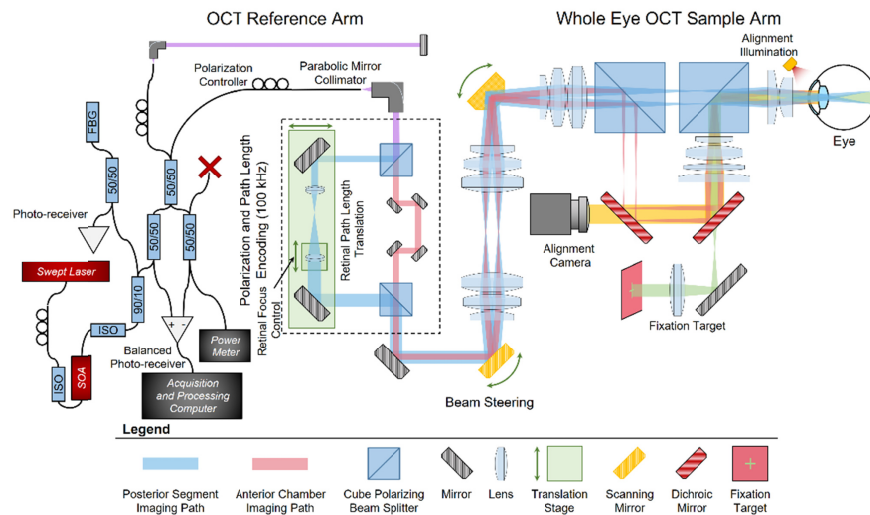 OCT Reference Arm
Whole Eye OCT Sample Arm
Alignment
Illumination
Polarization
Controller
Parabolic Mirror
Collimator
Eye
FBG
50/50
50/50
Photo-receiver
Swept Laser
50/50
50/50
90/10
ISO
ISO
SOA
Balanced
Photo-receiver
+ -
Power
Meter
Acquisition
and Processing
Computer
Polarization and Path Length
Encoding (100 kHz)
Retinal Focus
Control
Retinal Path Length
Translation
Alignment
Camera
Fixation Target
Beam Steering
Legend
Posterior Segment
Imaging Path
Anterior Chamber
Imaging Path
Cube Polarizing
Beam Splitter
Mirror
Lens
Translation
Stage
Scanning
Mirror
Dichroic
Mirror
Fixation
Target